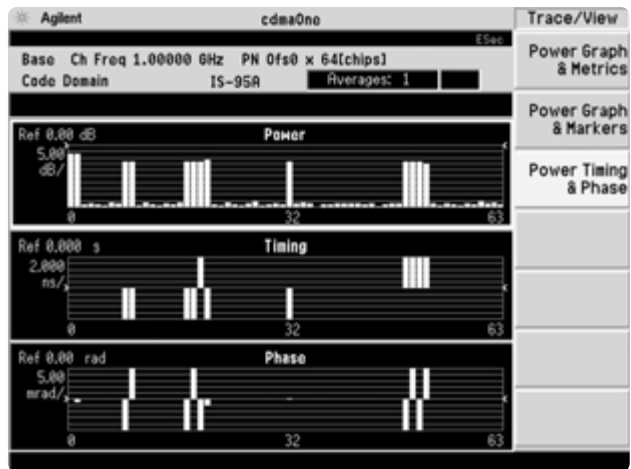 Agilent
cdmaOne
Trace/View
ESec
Base Ch Freq 1.00000 GHz PN Ofs0 x 64[chips]
Code Domain IS-95A Averages: 1
Power Graph
& Metrics
Power Graph
& Markers
Power Timing
& Phase
Ref 0.00 dB Power
5.00
dB/
0 32 63
Ref 0.000 s Timing
2.000
ns/
0 32 63
Ref 0.00 rad Phase
5.00
mrad/
0 32 63